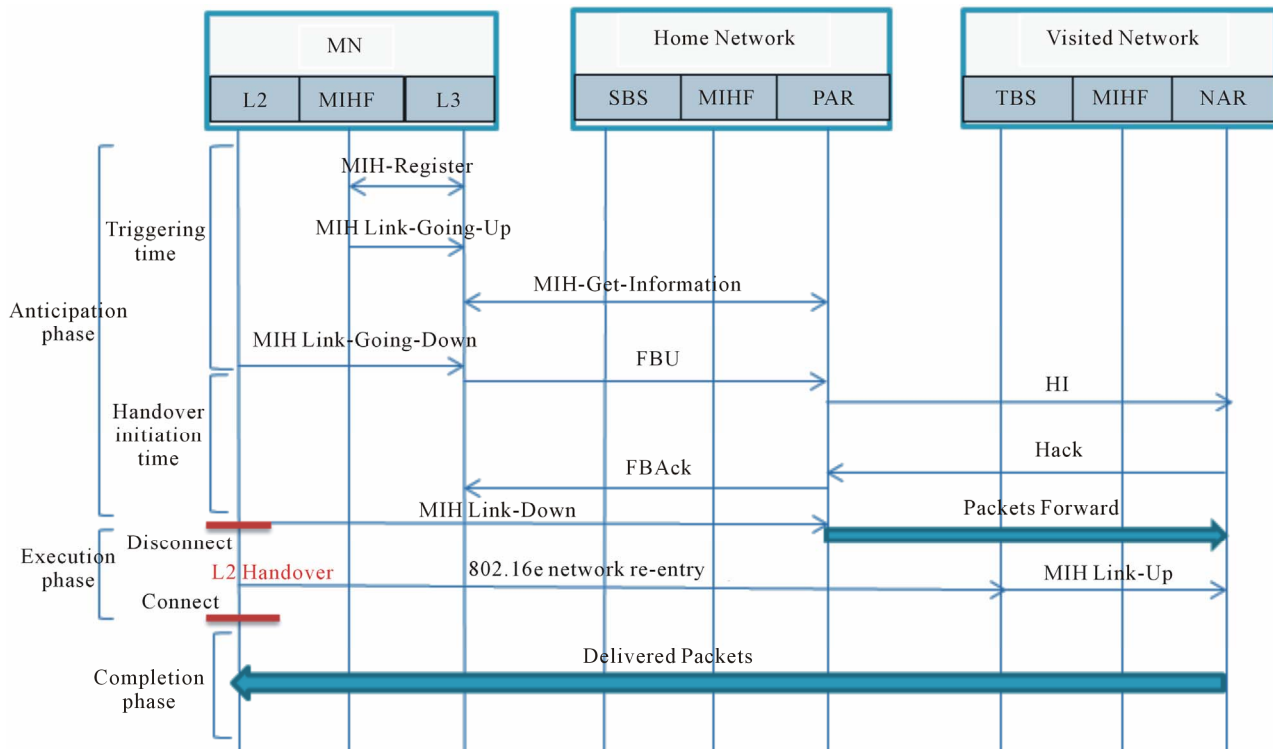 MN
Home Network
Visited Network
L2
MIHF
L3
SBS
MIHF
PAR
TBS
MIHF
NAR
MIH-Register
Triggering
time
MIH Link-Going-Up
MIH-Get-Information
Anticipation
phase
MIH Link-Going-Down
FBU
HI
Handover
initiation
time
Hack
FBAck
MIH Link-Down
Packets Forward
Disconnect
Execution
phase
L2 Handover
802.16e network re-entry
MIH Link-Up
Connect
Delivered Packets
Completion
phase